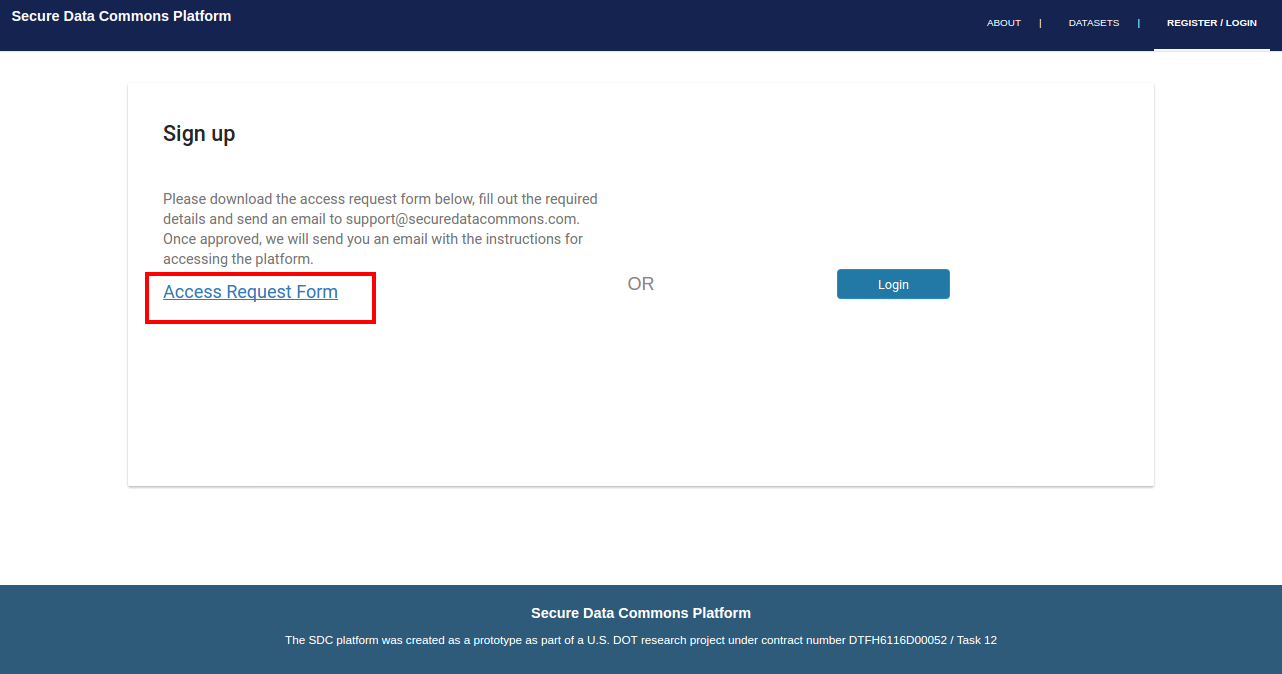 Secure Data Commons Platform
ABOUT | DATASETS | REGISTER / LOGIN
Sign up
Please download the access request form below, fill out the required
details and send an email to support@securedatacommons.com.
Once approved, we will send you an email with the instructions for
accessing the platform.
Access Request Form
OR
Login
Secure Data Commons Platform
The SDC platform was created as a prototype as part of a U.S. DOT research project under contract number DTFH6116D00052 / Task 12